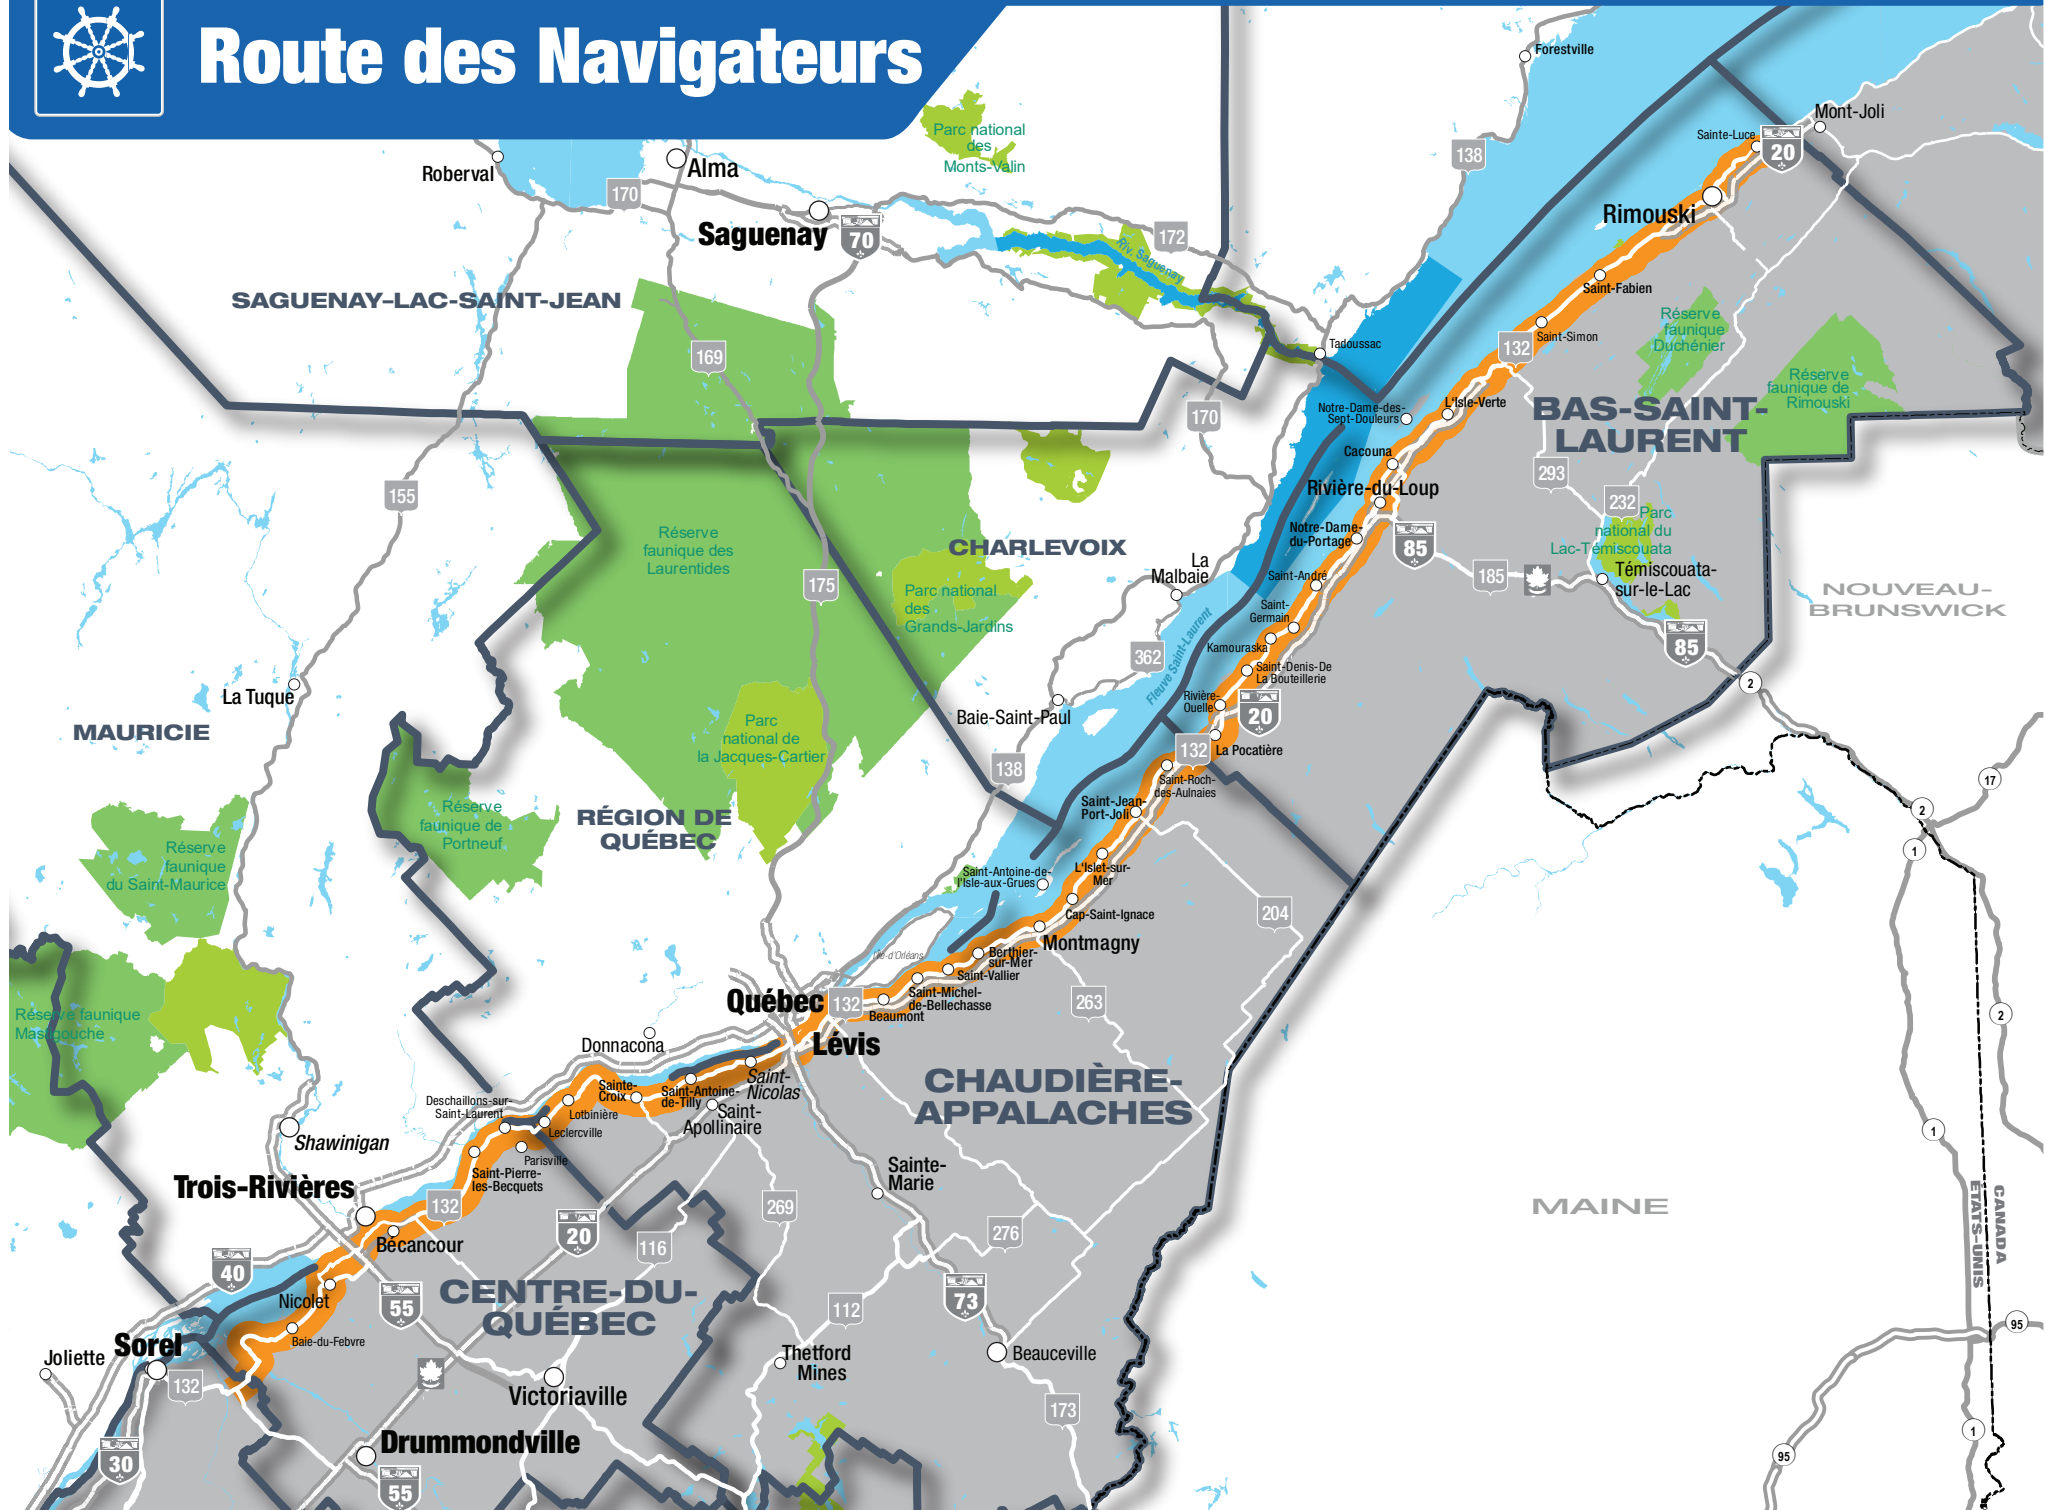 Route des Navigateurs
Forestville
Mont-Joli
Sainte-Luce
20
138
Parc national
des
Monts-Valin
Roberval
Alma
170
Saguenay
70
172
Riv. Saguenay
Rimouski
Saint-Fabien
SAGUENAY–LAC-SAINT-JEAN
Réserve
faunique
Duchénier
Saint-Simon
132
Tadoussac
169
Réserve
faunique de
Rimouski
170
Notre-Dame-des-
Sept-Douleurs
L'Isle-Verte
BAS-SAINT-
LAURENT
Cacouna
293
Rivière-du-Loup
155
232
Parc
national du
Lac-Témiscouata
Notre-Dame-
du-Portage
85
Réserve
faunique des
Laurentides
CHARLEVOIX
La
Malbaie
Saint-André
185
Témiscouata-
sur-le-Lac
NOUVEAU-
BRUNSWICK
175
Parc national
des
Grands-Jardins
Saint-
Germain
Kamouraska
85
362
Fleuve Saint-Laurent
Saint-Denis-De
La Bouteillerie
2
La Tuque
Rivière-
Ouelle
20
MAURICIE
Parc
national de
la Jacques-Cartier
Baie-Saint-Paul
132
La Pocatière
138
Saint-Roch-
des-Aulnaies
17
Réserve
faunique de
Portneuf
RÉGION DE
QUÉBEC
Saint-Jean-
Port-Joli
2
1
Réserve
faunique
du Saint-Maurice
Saint-Antoine-de-
l'Isle-aux-Grues
L'Islet-sur-
Mer
204
Cap-Saint-Ignace
Montmagny
Île-d'Orléans
Berthier-
sur-Mer
Saint-Vallier
Québec
132
Saint-Michel-
de-Bellechasse
Beaumont
263
2
Réserve faunique
Mastigouche
Donnacona
Lévis
Saint-
Nicolas
Sainte-
Croix
Saint-Antoine-
de-Tilly
CHAUDIÈRE-
APPALACHES
Deschaillons-sur-
Saint-Laurent
Lotbinière
Saint-
Apollinaire
Leclercville
1
Shawinigan
Parisville
Saint-Pierre-
les-Becquets
Sainte-
Marie
Trois-Rivières
132
269
MAINE
CANADA
ÉTATS-UNIS
20
116
276
Bécancour
40
55
CENTRE-DU-
QUÉBEC
Nicolet
73
112
95
Baie-du-Febvre
Sorel
Joliette
132
Thetford
Mines
Beauceville
Victoriaville
173
1
Drummondville
30
55
95